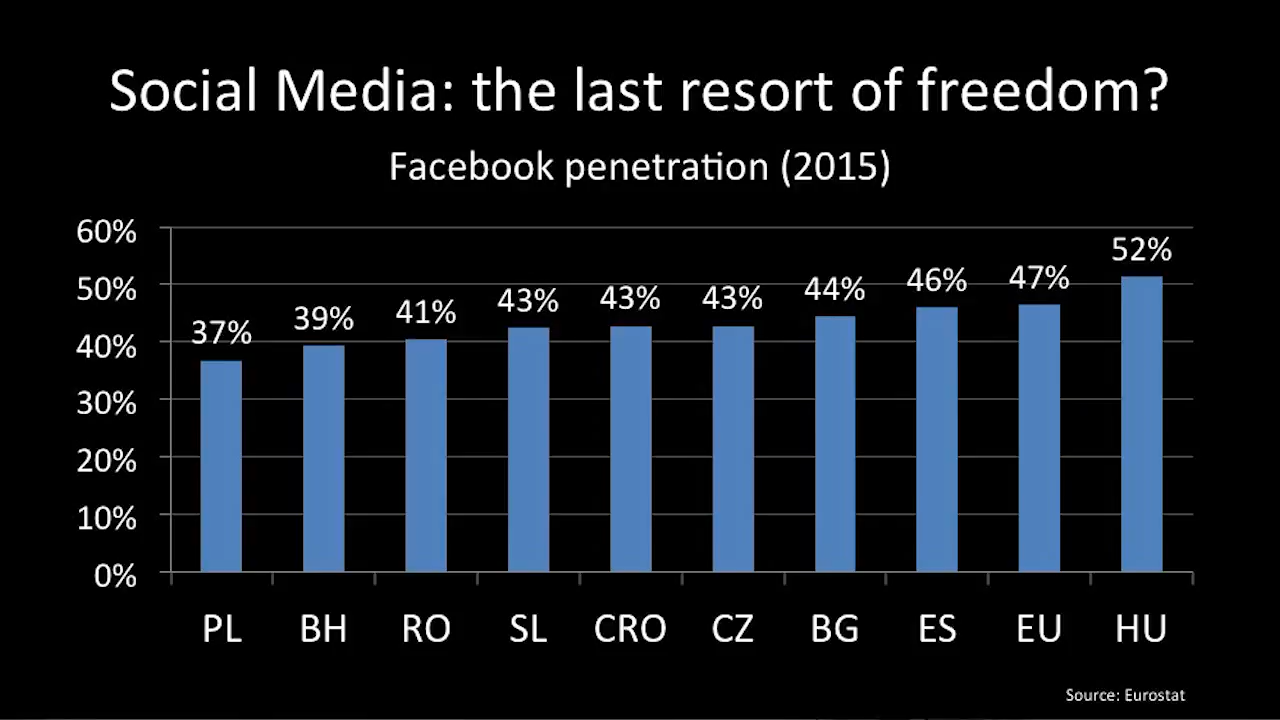 Social Media: the last resort of freedom?
Facebook penetration (2015)
60%
50%
40%
30%
20%
10%
0%
37% 39% 41% 43% 43% 43% 44% 46% 47% 52%
PL BH RO SL CRO CZ BG ES EU HU
Source: Eurostat